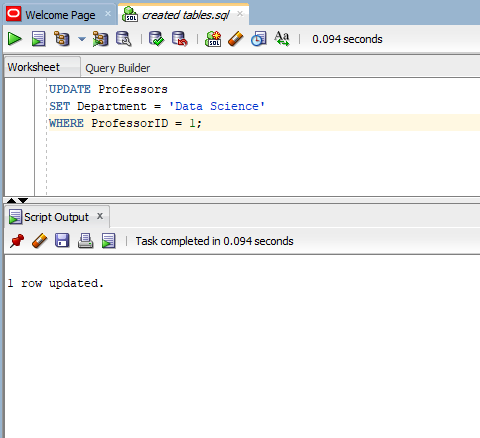 Welcome Page × created tables.sql ×
0.094 seconds
Worksheet Query Builder
UPDATE Professors
SET Department = 'Data Science'
WHERE ProfessorID = 1;
Script Output ×
Task completed in 0.094 seconds
1 row updated.